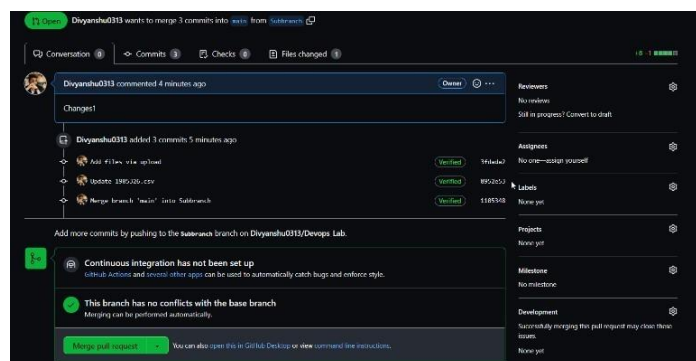 Open Divyanshu0313 wants to merge 3 commits into main from Subbranch
Conversation 0 Commits 3 Checks 0 Files changed 1
Divyanshu0313 commented 4 minutes ago Owner ...
Changes1
Divyanshu0313 added 3 commits 5 minutes ago
Add files via upload Verified
Update 1905326.csv Verified 8952e53
Merge branch 'main' into Subbranch Verified 1105348
Add more commits by pushing to the Subbranch branch on Divyanshu0313/Devops Lab.
Continuous integration has not been set up
GitHub Actions and several other apps can be used to automatically catch bugs and enforce style.
This branch has no conflicts with the base branch
Merging can be performed automatically.
Merge pull request You can also open this in GitHub Desktop or view command line instructions.
Reviewers
No reviews
Still in progress? Convert to draft
Assignees
No one—assign yourself
Labels
None yet
Projects
None yet
Milestone
No milestone
Development
Successfully merging this pull request may close these
issues.
None yet